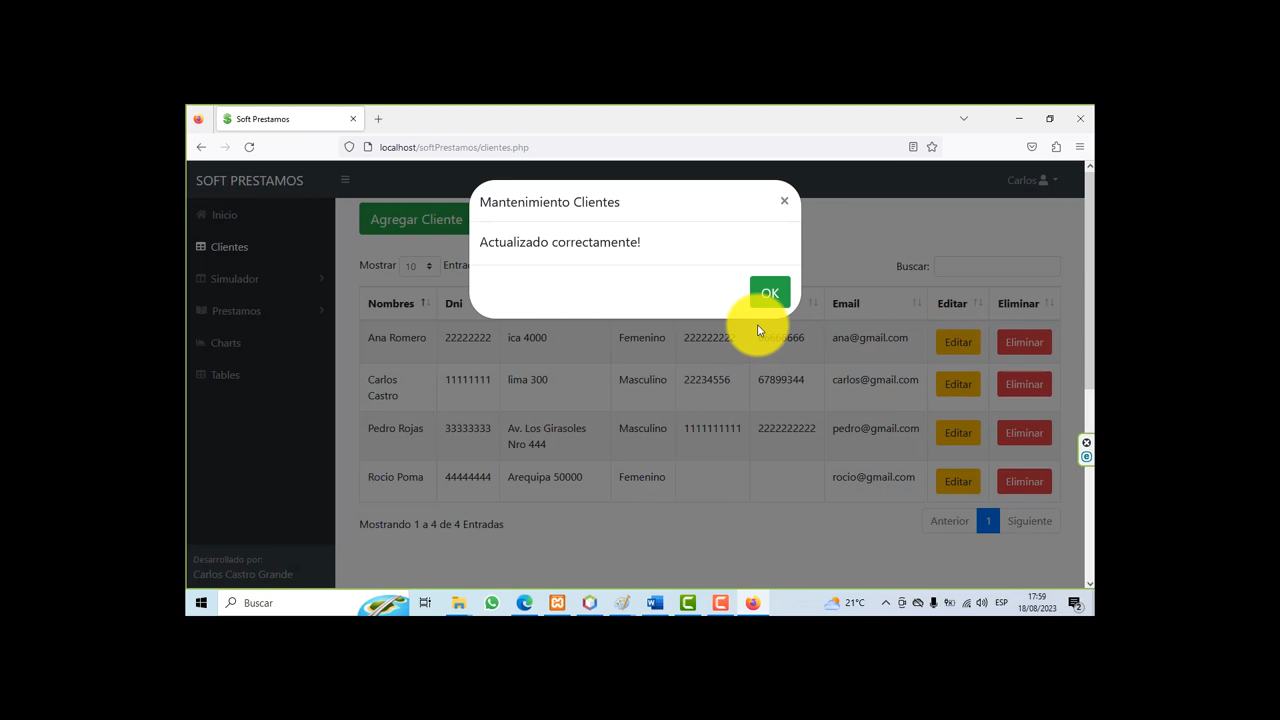 Soft Prestamos
localhost/softPrestamos/clientes.php
SOFT PRESTAMOS
Carlos
Inicio
Clientes
Simulador
Prestamos
Charts
Tables
Desarrollado por:
Carlos Castro Grande
Mantenimiento Clientes
Actualizado correctamente!
OK
Agregar Cliente
Mostrar 10 Entra
Buscar:
Nombres Dni Email Editar Eliminar
Ana Romero 22222222 ica 4000 Femenino 222222222 66666666 ana@gmail.com Editar Eliminar
Carlos Castro 11111111 lima 300 Masculino 22234556 67899344 carlos@gmail.com Editar Eliminar
Pedro Rojas 33333333 Av. Los Girasoles Nro 444 Masculino 1111111111 2222222222 pedro@gmail.com Editar Eliminar
Rocio Poma 44444444 Arequipa 50000 Femenino rocio@gmail.com Editar Eliminar
Mostrando 1 a 4 de 4 Entradas
Anterior 1 Siguiente
Buscar
21°C
ESP
17:59
18/08/2023
2